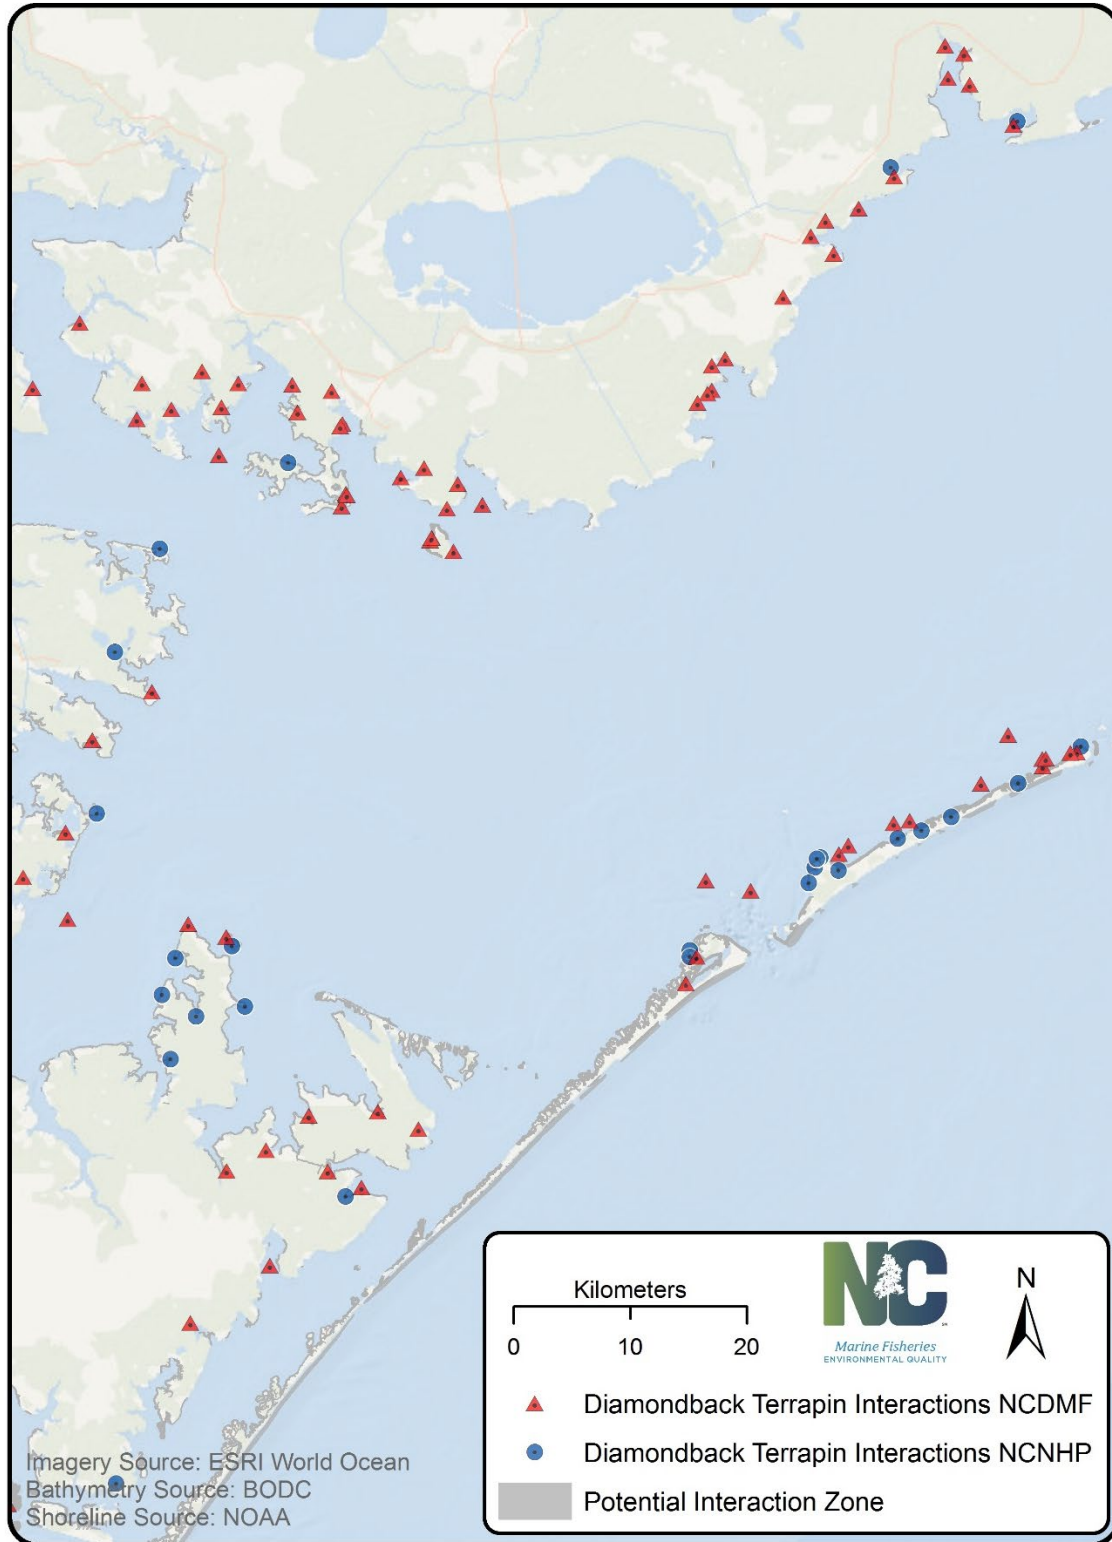 Kilometers
0 10 20
NC
Marine Fisheries
ENVIRONMENTAL QUALITY
N
Diamondback Terrapin Interactions NCDMF
Diamondback Terrapin Interactions NCNHP
Potential Interaction Zone
Imagery Source: ESRI World Ocean
Bathymetry Source: BODC
Shoreline Source: NOAA